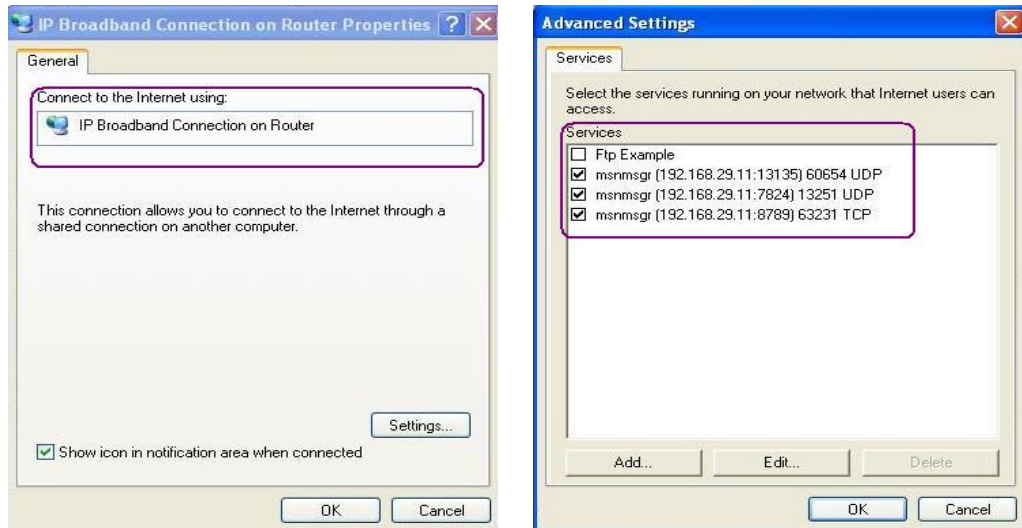 IP Broadband Connection on Router Properties
General
Connect to the Internet using:
IP Broadband Connection on Router
This connection allows you to connect to the Internet through a
shared connection on another computer.
Settings...
Show icon in notification area when connected
OK Cancel
Advanced Settings
Services
Select the services running on your network that Internet users can
access.
Services
Ftp Example
msnmsgr (192.168.29.11:13135) 60654 UDP
msnmsgr (192.168.29.11:7824) 13251 UDP
msnmsgr (192.168.29.11:8789) 63231 TCP
Add... Edit... Delete
OK Cancel